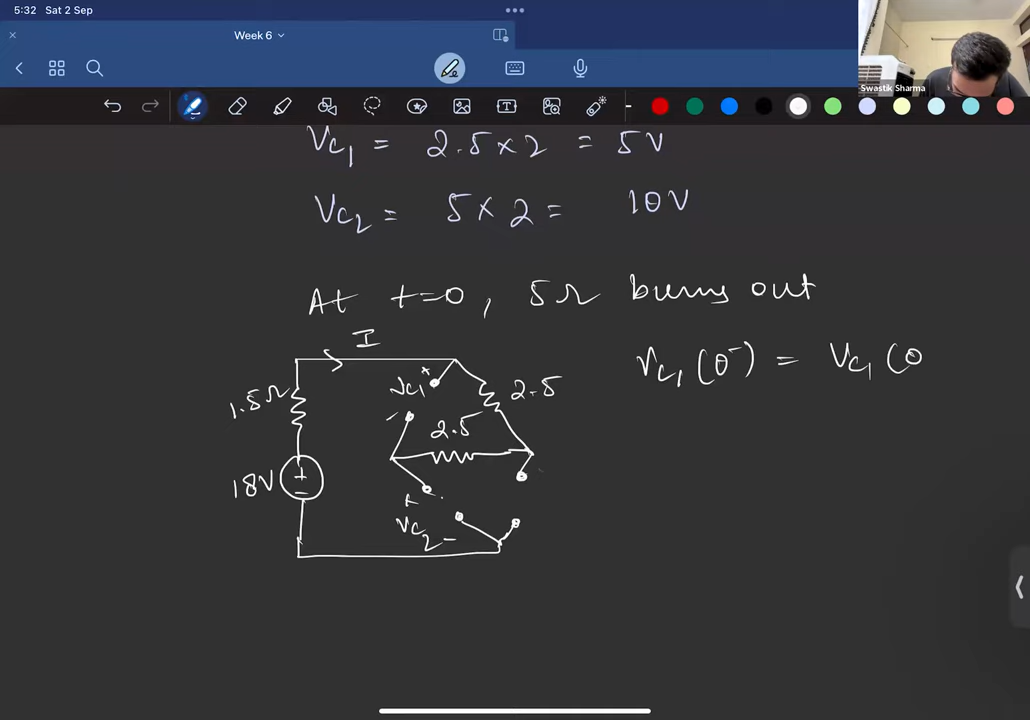 5:32 Sat 2 Sep
Week 6
Swastik Sharma
Vc₁ = 2.5 × 2 = 5V
Vc₂ = 5 × 2 = 10V
At t=0, 5Ω burns out
I
Vc₁(0⁻) = Vc₁(0
+
Vc₁
-
2.5
1.5Ω
2.5
18V
+
-
+
Vc₂
-